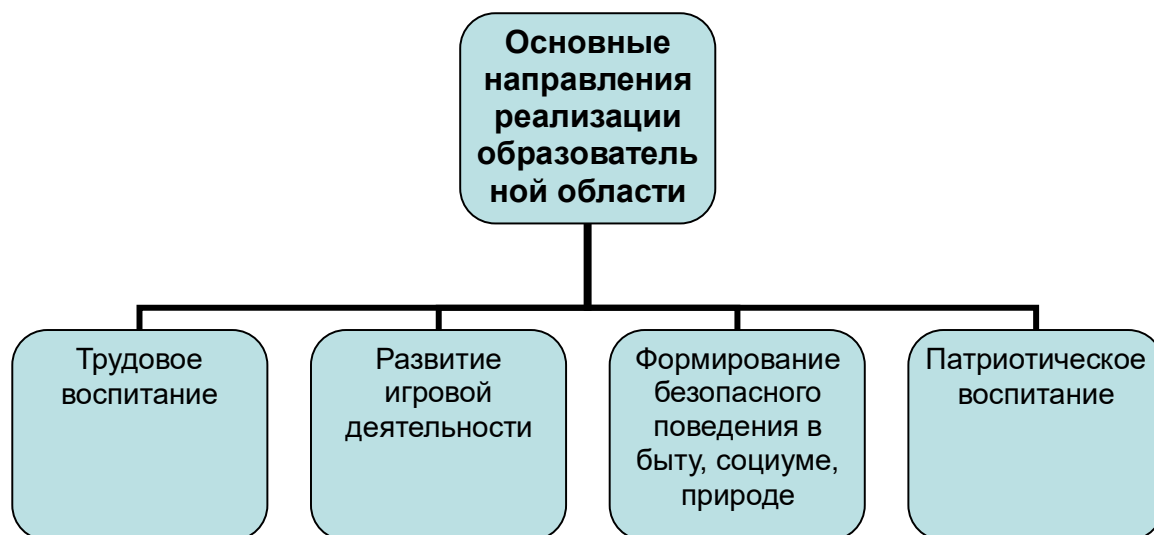 Основные
направления
реализации
образователь
ной области
Трудовое
воспитание
Развитие
игровой
деятельности
Формирование
безопасного
поведения в
быту, социуме,
природе
Патриотическое
воспитание